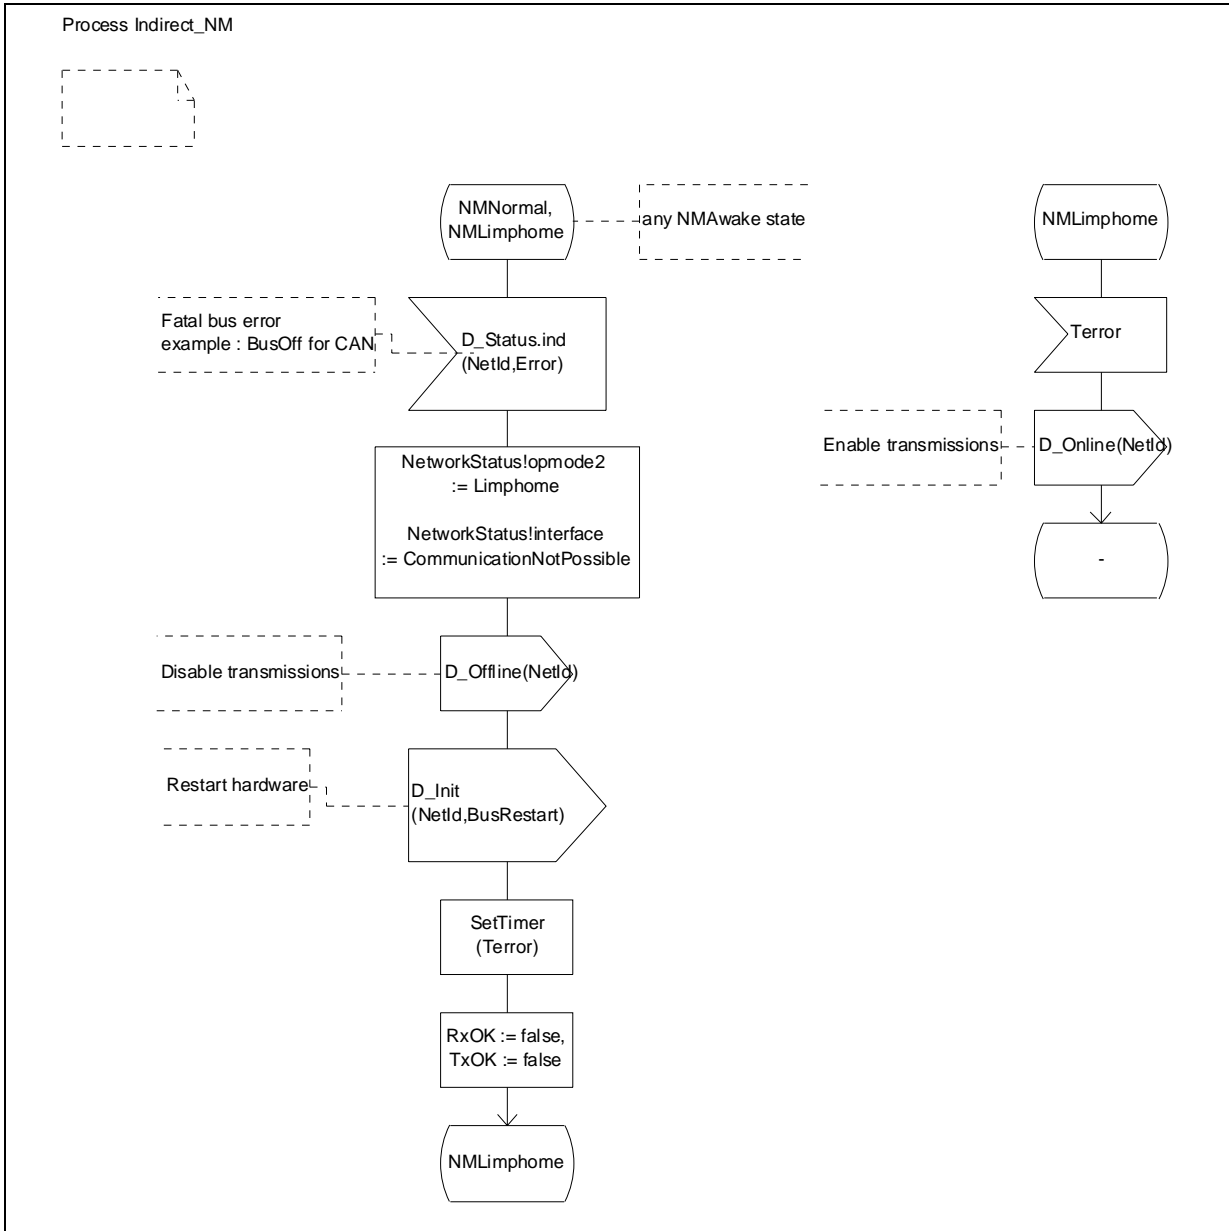 Process Indirect_NM
NMNormal,
NMLimphome
any NMAwake state
Fatal bus error
example : BusOff for CAN
D_Status.ind
(NetId,Error)
NetworkStatus!opmode2
:= Limphome
NetworkStatus!interface
:= CommunicationNotPossible
Disable transmissions
D_Offline(NetId)
Restart hardware
D_Init
(NetId,BusRestart)
SetTimer
(Terror)
RxOK := false,
TxOK := false
NMLimphome
NMLimphome
Terror
Enable transmissions
D_Online(NetId)
-